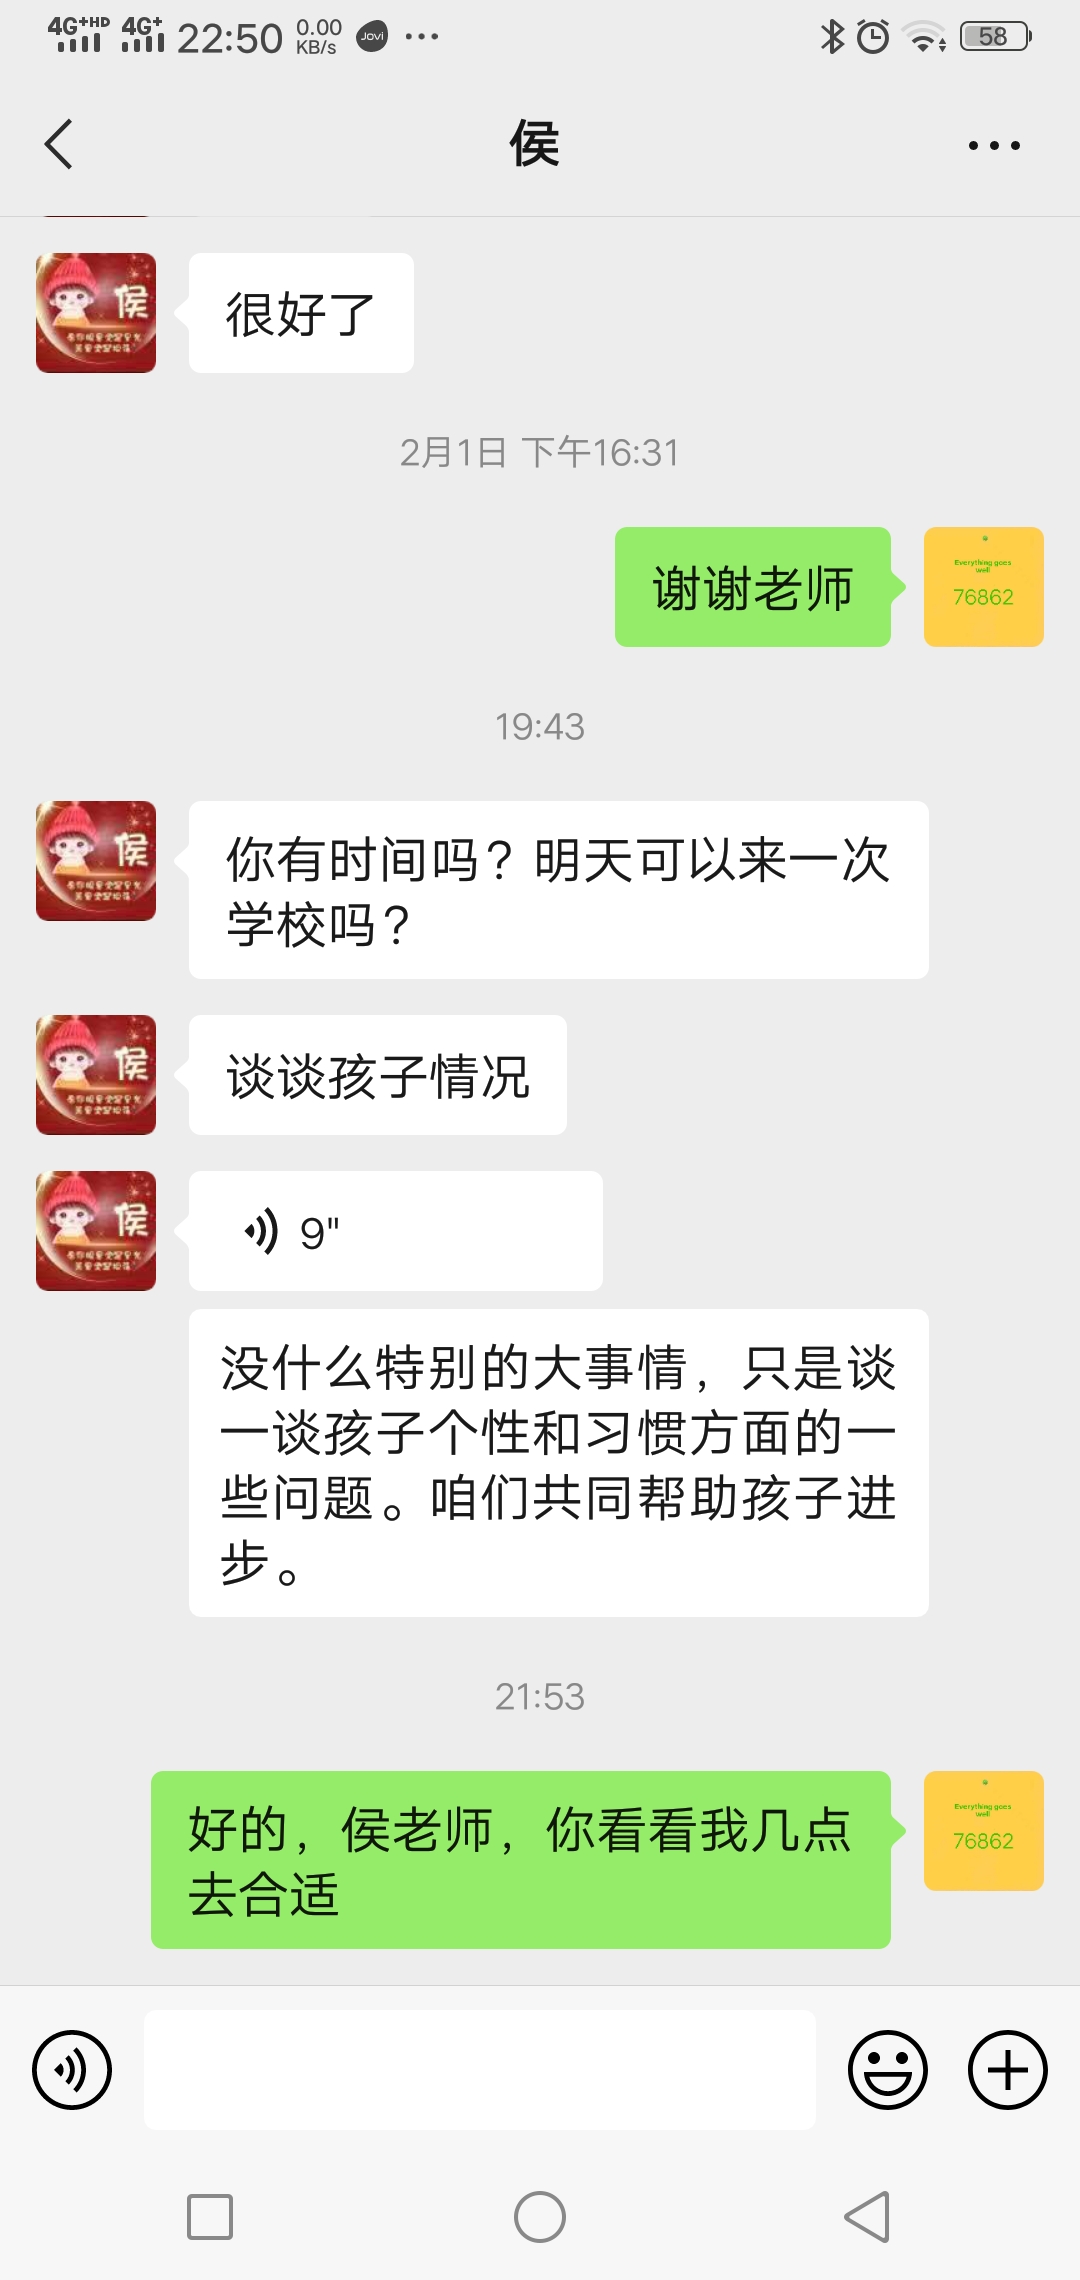 4G+HD 4G+ 22:50 0.00 KB/s Jovi ··· 58
侯
侯
很好了
2月1日 下午16:31
谢谢老师
Everything goes
well
76862
19:43
侯
你有时间吗？明天可以来一次
学校吗？
侯
谈谈孩子情况
侯
9"
没什么特别的大事情，只是谈
一谈孩子个性和习惯方面的一
些问题。咱们共同帮助孩子进
步。
21:53
好的，侯老师，你看看我几点
去合适
Everything goes
well
76862